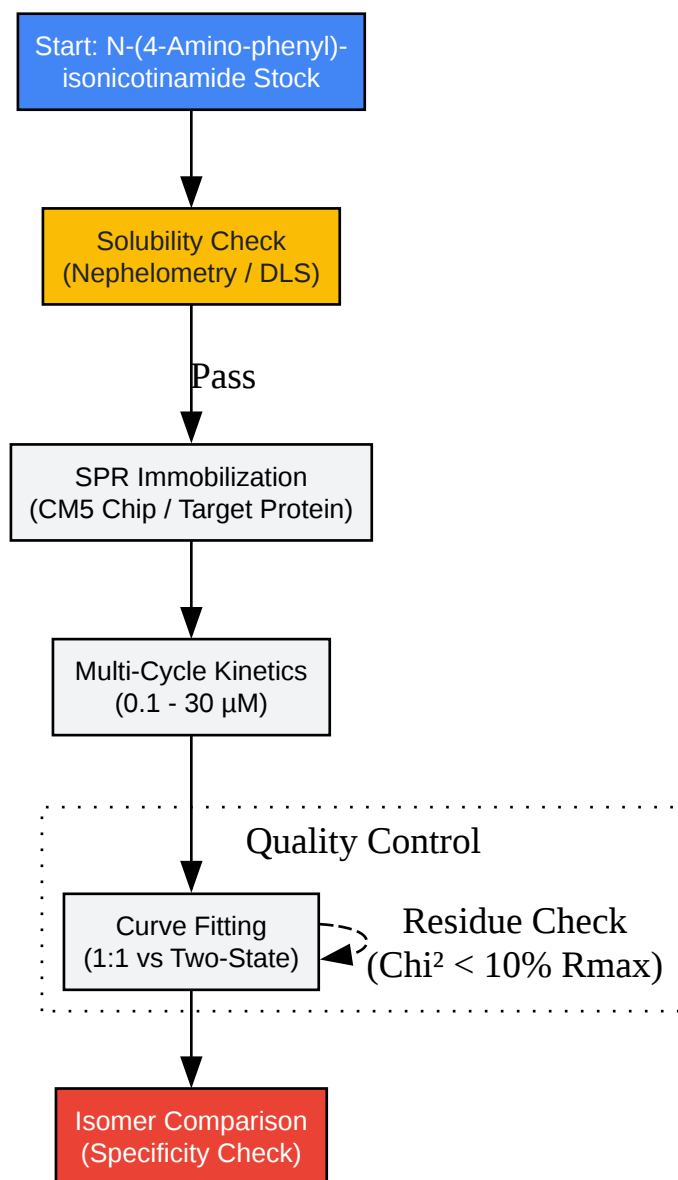 Start: N-(4-Amino-phenyl)-
isonicotinamide Stock
Solubility Check
(Nephelometry / DLS)
Pass
SPR Immobilization
(CM5 Chip / Target Protein)
Multi-Cycle Kinetics
(0.1 - 30 µM)
Quality Control
Curve Fitting
(1:1 vs Two-State)
Residue Check
(Chi² < 10% Rmax)
Isomer Comparison
(Specificity Check)